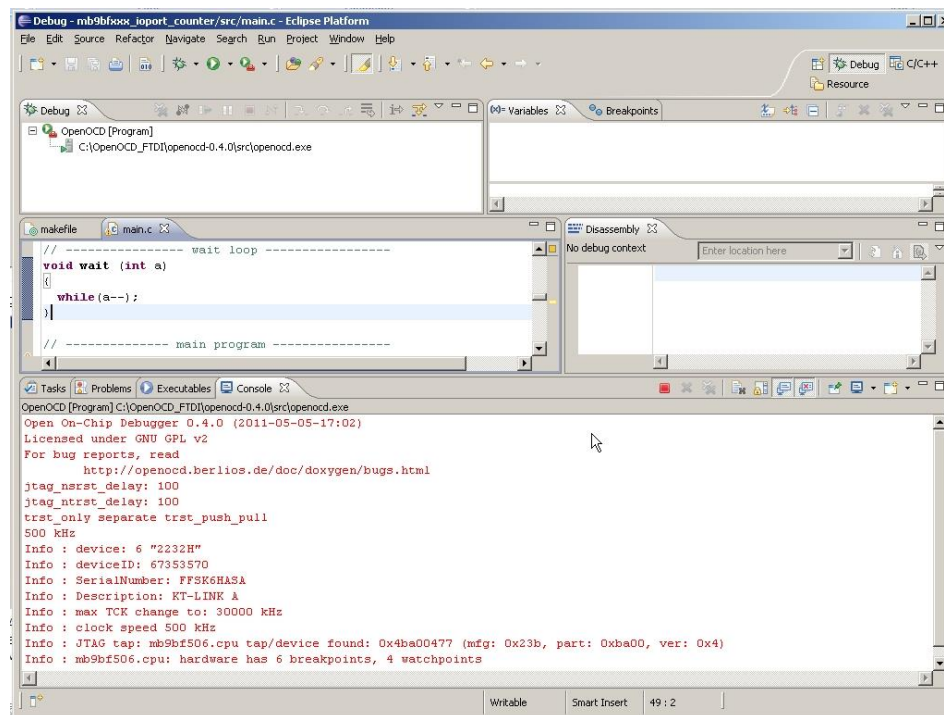 Debug - mb9bfxxx_ioport_counter/src/main.c - Eclipse Platform
File Edit Source Refactor Navigate Search Run Project Window Help
Debug C/C++
Resource
Debug
(x)= Variables Breakpoints
OpenOCD [Program]
C:\OpenOCD_FTDI\openocd-0.4.0\src\openocd.exe
makefile main.c
Disassembly
No debug context Enter location here
// ---------------- wait loop -----------------
void wait (int a)
{
while(a--);
}
// -------------- main program ----------------
Tasks Problems Executables Console
OpenOCD [Program] C:\OpenOCD_FTDI\openocd-0.4.0\src\openocd.exe
Open On-Chip Debugger 0.4.0 (2011-05-05-17:02)
Licensed under GNU GPL v2
For bug reports, read
http://openocd.berlios.de/doc/doxygen/bugs.html
jtag_nsrst_delay: 100
jtag_ntrst_delay: 100
trst_only separate trst_push_pull
500 kHz
Info : device: 6 "2232H"
Info : deviceID: 67353570
Info : SerialNumber: FFSK6HASA
Info : Description: KT-LINK A
Info : max TCK change to: 30000 kHz
Info : clock speed 500 kHz
Info : JTAG tap: mb9bf506.cpu tap/device found: 0x4ba00477 (mfg: 0x23b, part: 0xba00, ver: 0x4)
Info : mb9bf506.cpu: hardware has 6 breakpoints, 4 watchpoints
Writable Smart Insert 49 : 2